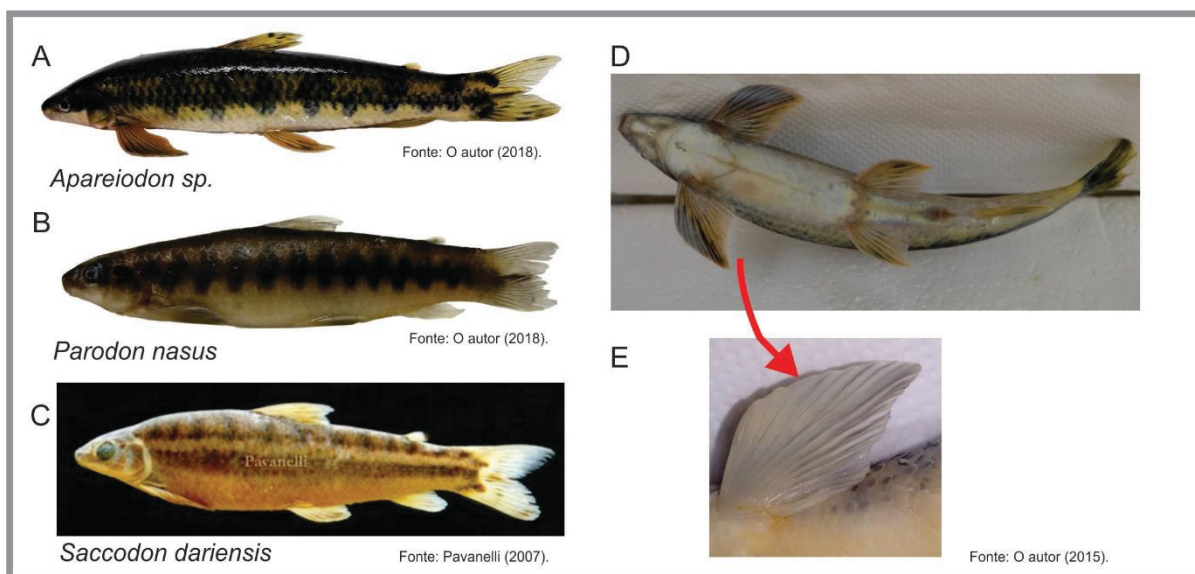 A
Fonte: O autor (2018).
Apareiodon sp.
B
Parodon nasus
Fonte: O autor (2018).
C
Pavanelli
Saccodon dariensis
Fonte: Pavanelli (2007).
D
E
Fonte: O autor (2015).